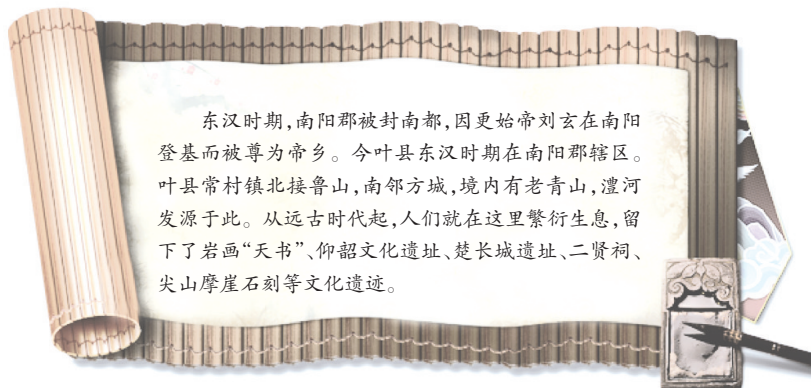 东汉时期,南阳郡被封南都,因更始帝刘玄在南阳
登基而被尊为帝乡。今叶县东汉时期在南阳郡辖区。
叶县常村镇北接鲁山,南邻方城,境内有老青山,澧河
发源于此。从远古时代起,人们就在这里繁衍生息,留
下了岩画“天书”、仰韶文化遗址、楚长城遗址、二贤祠、
尖山摩崖石刻等文化遗迹。